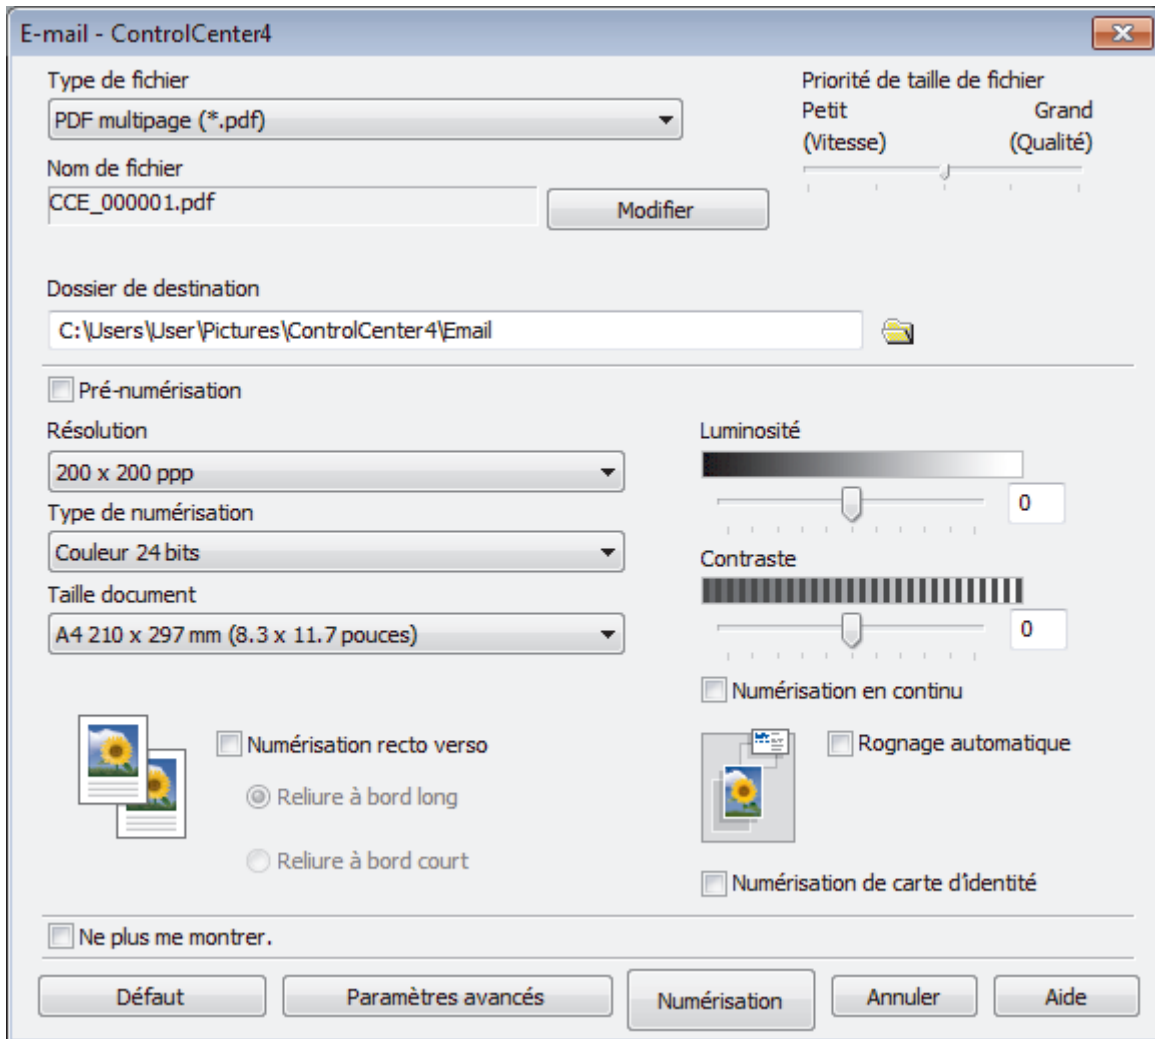 E-mail - ControlCenter4
Type de fichier
PDF multipage (*.pdf)
Nom de fichier
CCE_000001.pdf
Modifier
Priorité de taille de fichier
Petit Grand
(Vitesse) (Qualité)
Dossier de destination
C:\Users\User\Pictures\ControlCenter4\Email
Pré-numérisation
Résolution
200 x 200 ppp
Type de numérisation
Couleur 24 bits
Taille document
A4 210 x 297 mm (8.3 x 11.7 pouces)
Luminosité
0
Contraste
0
Numérisation en continu
Numérisation recto verso
Reliure à bord long
Reliure à bord court
Rognage automatique
Numérisation de carte d'identité
Ne plus me montrer.
Défaut Paramètres avancés Numérisation Annuler Aide